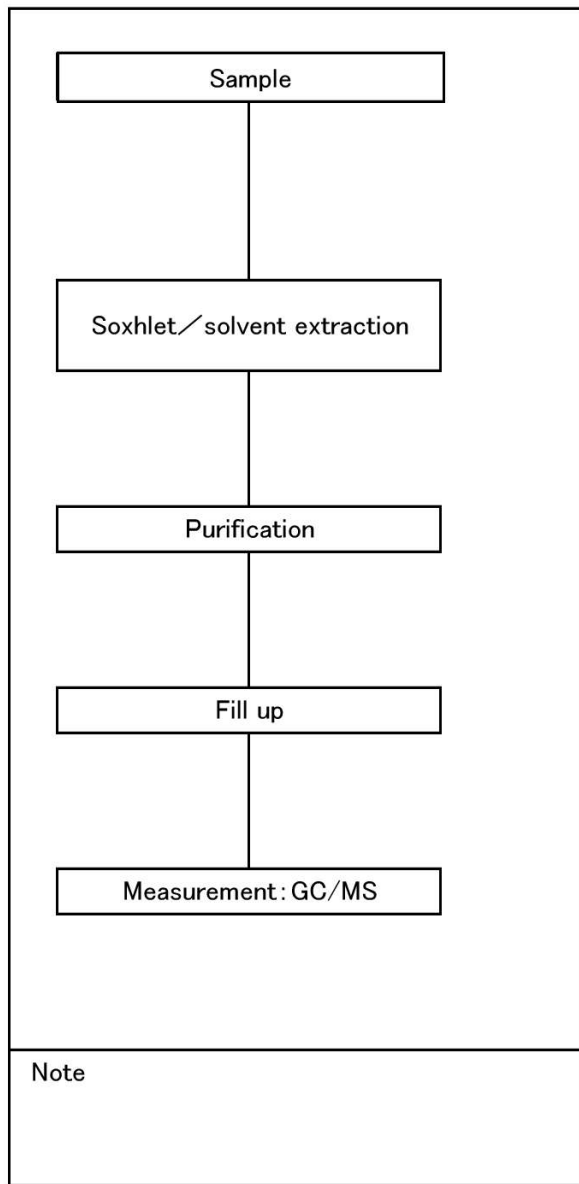 Sample
Soxhlet／solvent extraction
Purification
Fill up
Measurement：GC/MS
Note